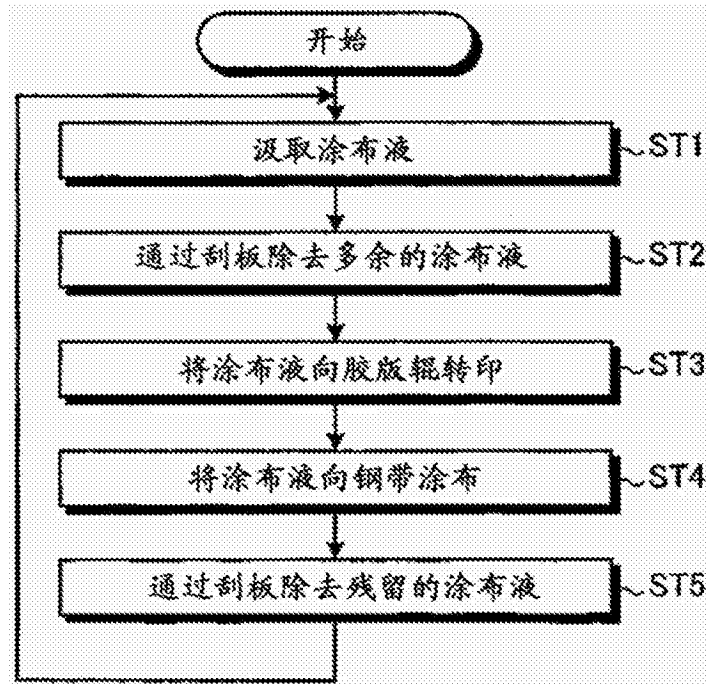 开始
汲取涂布液 ST1
通过刮板除去多余的涂布液 ST2
将涂布液向胶版辊转印 ST3
将涂布液向钢带涂布 ST4
通过刮板除去残留的涂布液 ST5